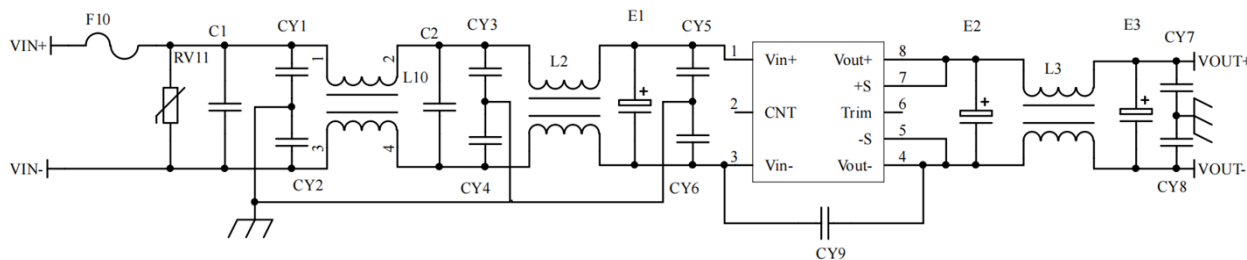 F10
C1
CY1
C2
CY3
E1
CY5
E2
E3
CY7
VIN+
RV11
1
2
L10
L2
1
Vin+
Vout+
8
+S
7
L3
VOUT+
2
CNT
Trim
6
-S
5
3
4
3
Vin-
Vout-
4
VIN-
VOUT-
CY2
CY4
CY6
CY8
CY9
+
+
+